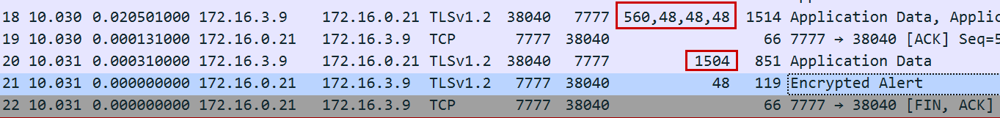 18 10.030 0.020501000 172.16.3.9 172.16.0.21 TLSv1.2 38040 7777 560,48,48,48 1514 Application Data, Applic
19 10.030 0.000131000 172.16.0.21 172.16.3.9 TCP 7777 38040 66 7777 → 38040 [ACK] Seq=5
20 10.031 0.000310000 172.16.3.9 172.16.0.21 TLSv1.2 38040 7777 1504 851 Application Data
21 10.031 0.000000000 172.16.0.21 172.16.3.9 TLSv1.2 7777 38040 48 119 Encrypted Alert
22 10.031 0.000000000 172.16.0.21 172.16.3.9 TCP 7777 38040 66 7777 → 38040 [FIN, ACK]